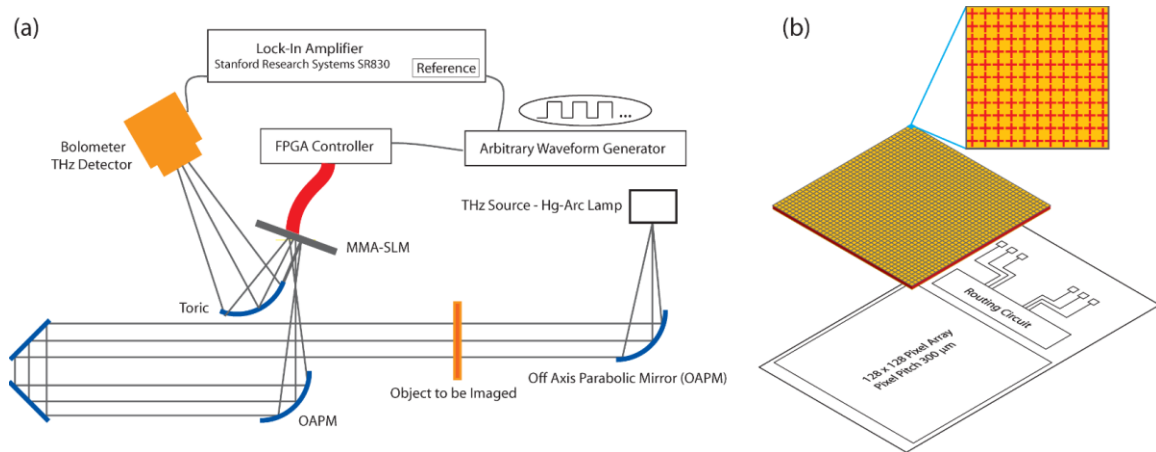 (a)
Lock-In Amplifier
Stanford Research Systems SR830
Reference
Bolometer
THz Detector
FPGA Controller
...
Arbitrary Waveform Generator
THz Source - Hg-Arc Lamp
MMA-SLM
Toric
Object to be Imaged
Off Axis Parabolic Mirror (OAPM)
OAPM
(b)
Routing Circuit
128 x 128 Pixel Array
Pixel Pitch 300 μm